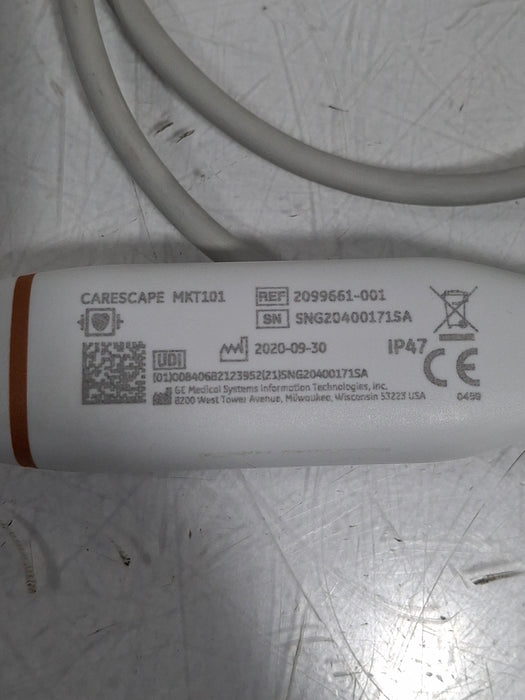 CARESCAPE MKT101
REF 2099661-001
SN SNG20400171SA
UDI
2020-09-30
IP47
(01)00840682123952(21)SNG20400171SA
GE Medical Systems Information Technologies, Inc.
8200 West Tower Avenue, Milwaukee, Wisconsin 53223 USA
CE
0459